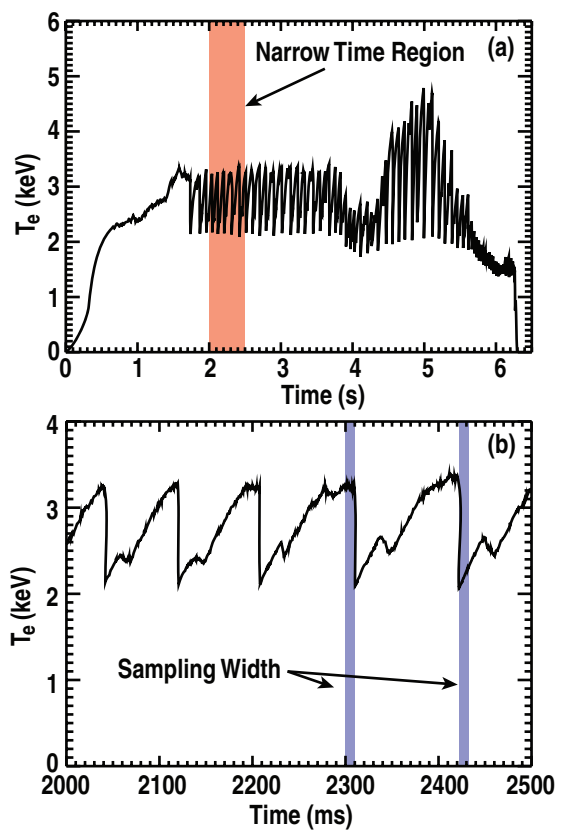 6
(a)
Narrow Time Region
5
4
3
2
1
0
Te (keV)
0 1 2 3 4 5 6
Time (s)
4
(b)
3
2
1
0
Te (keV)
Sampling Width
2000 2100 2200 2300 2400 2500
Time (ms)